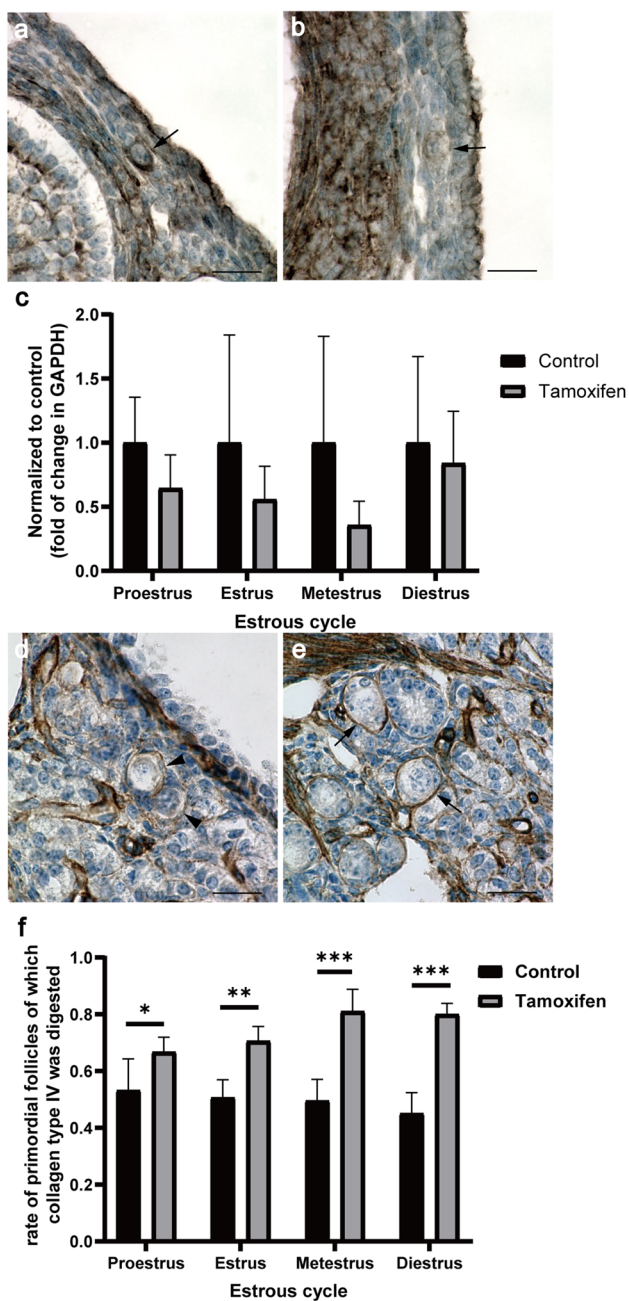 a
b
c
Normalized to control
(fold of change in GAPDH)
2.0
1.5
1.0
0.5
0.0
Proestrus Estrus Metestrus Diestrus
Estrous cycle
Control
Tamoxifen
d
e
f
rate of primordial follicles of which
collagen type IV was digested
1.0
0.8
0.6
0.4
0.2
0.0
*
**
***
***
Proestrus Estrus Metestrus Diestrus
Estrous cycle
Control
Tamoxifen